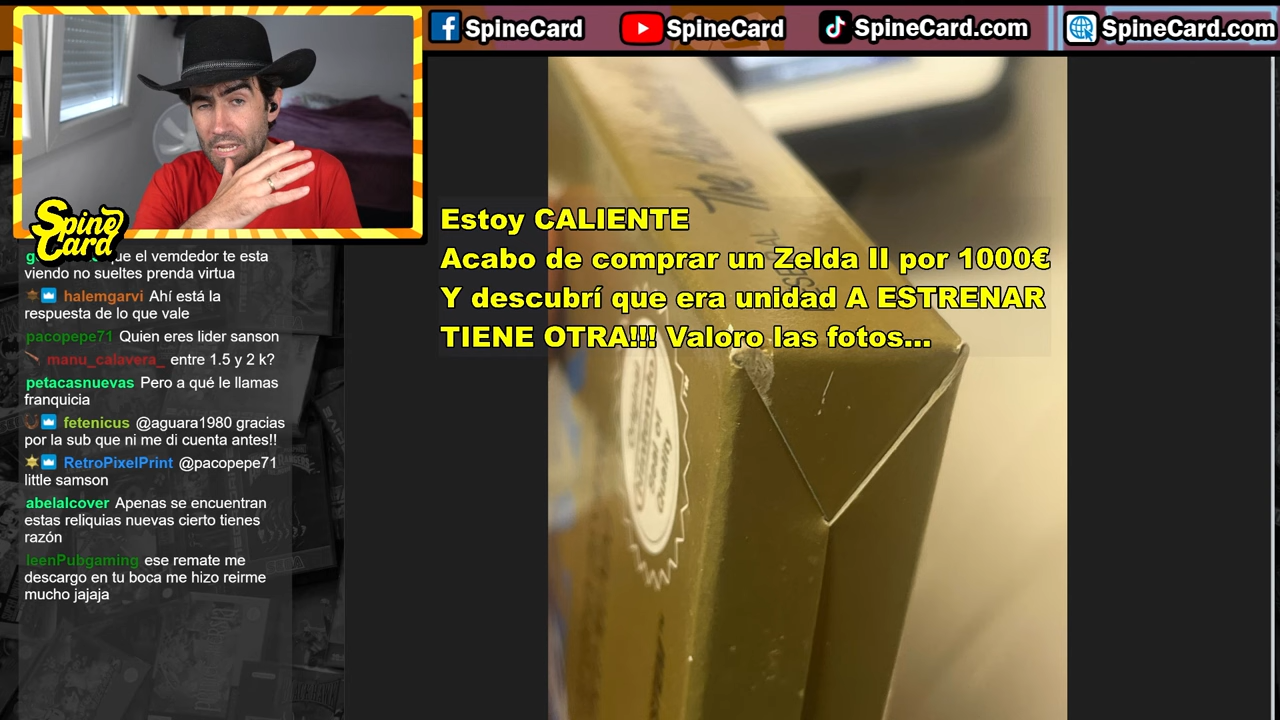 SpineCard
SpineCard
SpineCard.com
SpineCard.com
Spine
Card
Estoy CALIENTE
Acabo de comprar un Zelda II por 1000€
Y descubrí que era unidad A ESTRENAR
TIENE OTRA!!! Valoro las fotos...
que el vemdedor te esta
viendo no sueltes prenda virtua
halemgarvi Ahí está la
respuesta de lo que vale
pacopepe71 Quien eres lider sanson
manu_calavera_ entre 1.5 y 2 k?
petacasnuevas Pero a qué le llamas
franquicia
fetenicus @aguara1980 gracias
por la sub que ni me di cuenta antes!!
RetroPixelPrint @pacopepe71
little samson
abelalcover Apenas se encuentran
estas reliquias nuevas cierto tienes
razón
leenPubgaming ese remate me
descargo en tu boca me hizo reirme
mucho jajaja